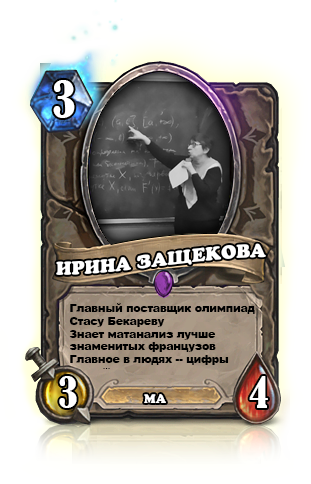 3
ИРИНА ЗАЩЕКОВА
Главный поставщик олимпиад
Стасу Бекареву
Знает матанализ лучше
знаменитых французов
Главное в людях -- цифры
3
МА
4